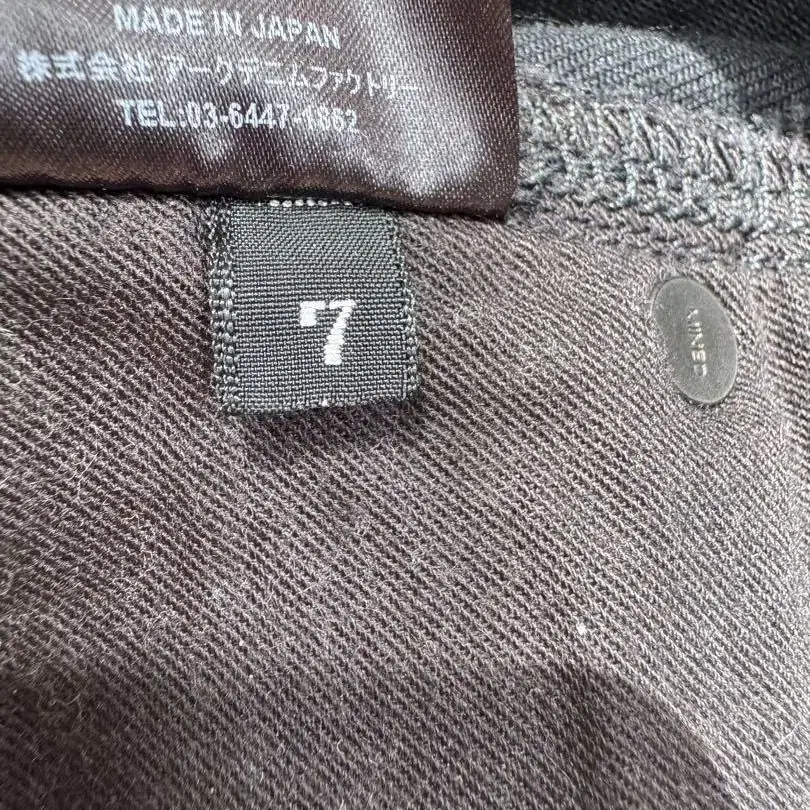 MADE IN JAPAN
株式会社 アークデニムファクトリー
TEL:03-6447-4862
7